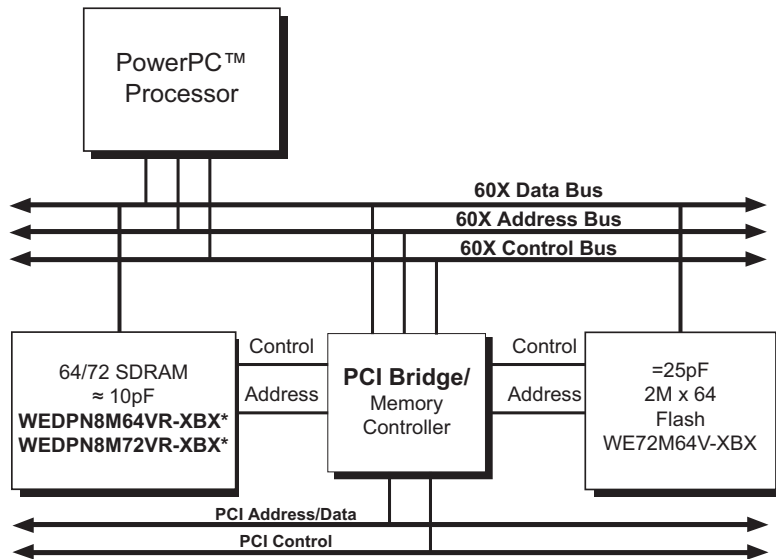 PowerPC™
Processor
60X Data Bus
60X Address Bus
60X Control Bus
64/72 SDRAM
≈ 10pF
WEDPN8M64VR-XBX*
WEDPN8M72VR-XBX*
Control
Address
PCI Bridge/
Memory
Controller
Control
Address
=25pF
2M x 64
Flash
WE72M64V-XBX
PCI Address/Data
PCI Control